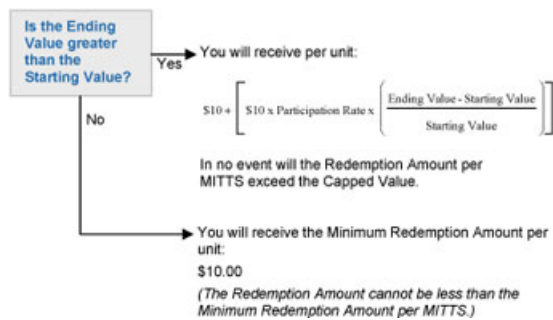 Is the Ending
Value greater
than the
Starting Value?
Yes
You will receive per unit:
$10 + [ $10 x Participation Rate x ( Ending Value - Starting Value
Starting Value ) ]
No
In no event will the Redemption Amount per
MITTS exceed the Capped Value.
You will receive the Minimum Redemption Amount per
unit:
$10.00
(The Redemption Amount cannot be less than the
Minimum Redemption Amount per MITTS.)